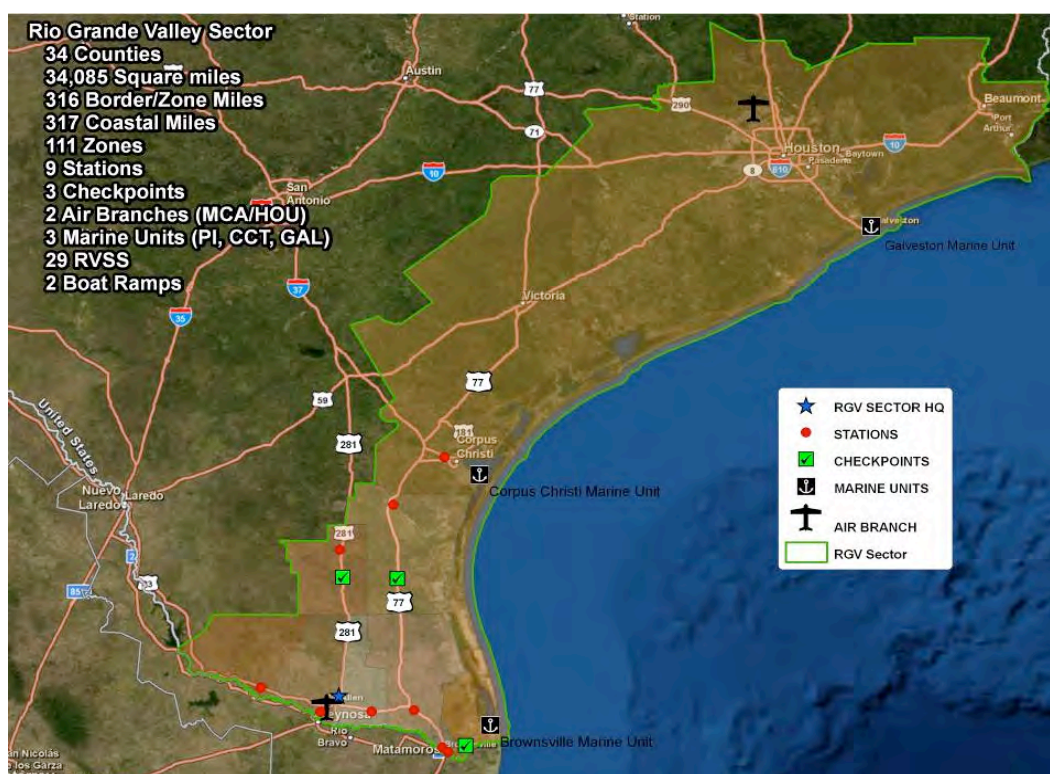 Rio Grande Valley Sector
34 Counties
34,085 Square miles
316 Border/Zone Miles
317 Coastal Miles
111 Zones
9 Stations
3 Checkpoints
2 Air Branches (MCA/HOU)
3 Marine Units (PI, CCT, GAL)
29 RVSS
2 Boat Ramps
Station
Austin
77
290
71
Beaumont
Port
Arthur
Houston
Pasadena
Baytown
10
8
610
10
San
Antonio
Galveston
Galveston Marine Unit
37
35
Victoria
59
77
281
181
Corpus
Christi
Corpus Christi Marine Unit
United States
Nuevo
Laredo
Laredo
2
85
281
77
281
Reynosa
Rio
Bravo
Matamoros
Brownsville Marine Unit
los Garza
RGV SECTOR HQ
STATIONS
CHECKPOINTS
MARINE UNITS
AIR BRANCH
RGV Sector